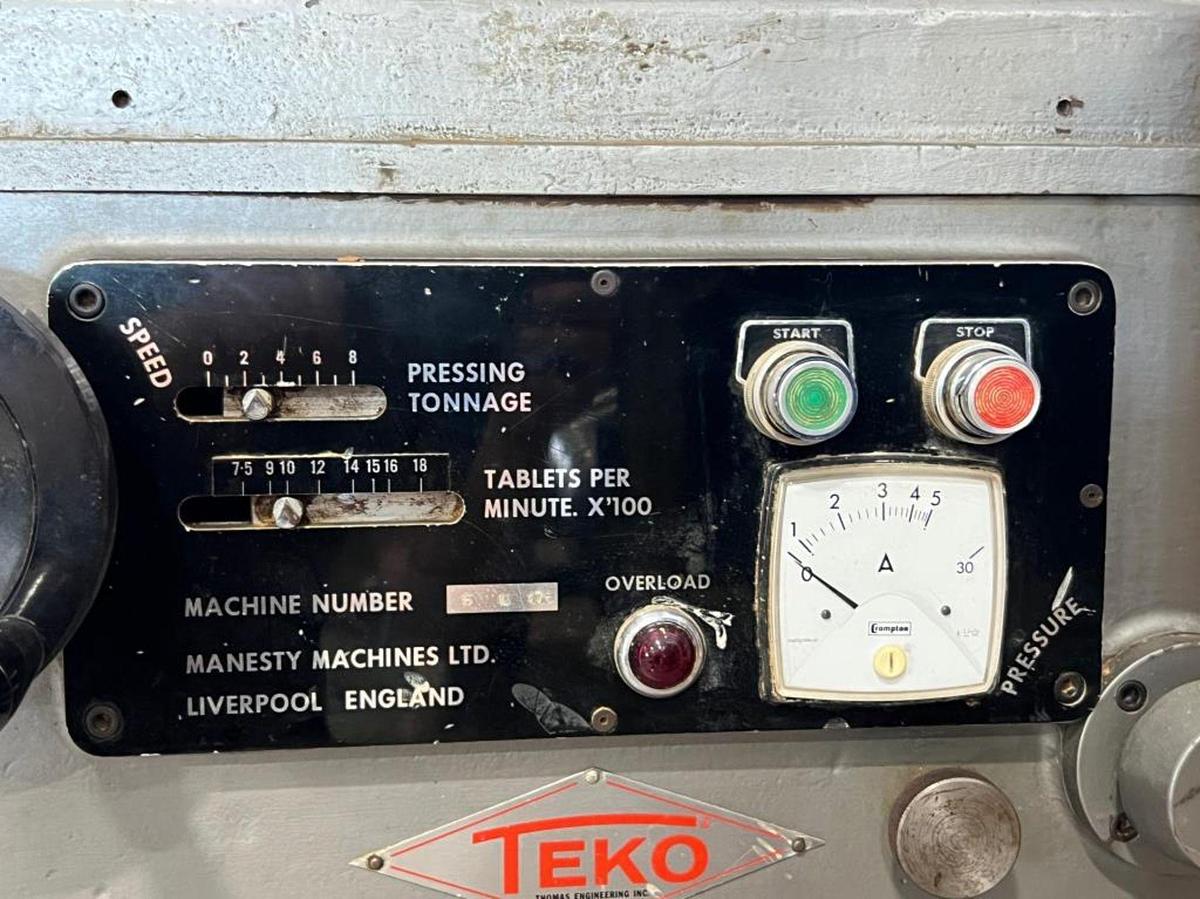 SPEED
0 2 4 6 8
PRESSING
TONNAGE
7·5 9 10 12 14 15 16 18
TABLETS PER
MINUTE. X'100
MACHINE NUMBER
MANESTY MACHINES LTD.
LIVERPOOL ENGLAND
OVERLOAD
START
STOP
0 1 2 3 4 5 30
A
Crompton
PRESSURE
TEKO
THOMAS ENGINEERING INC